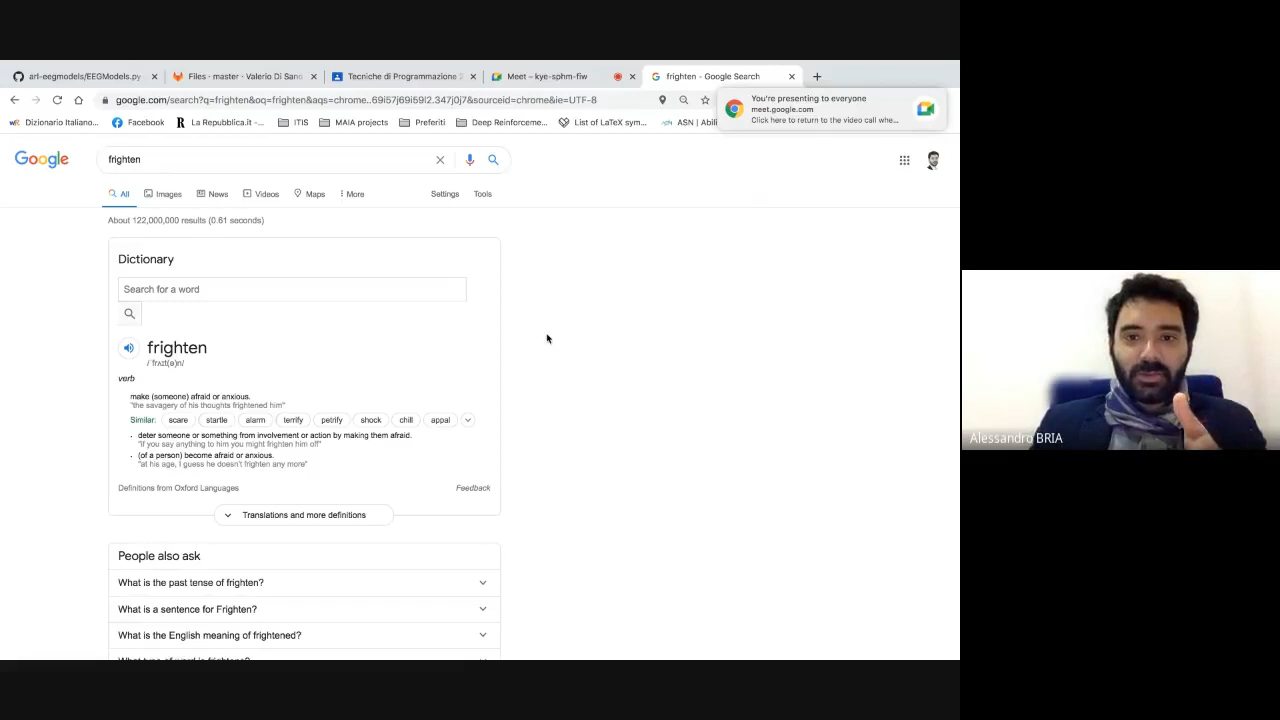 arl-eegmodels/EEGModels.py
Files · master · Valerio Di Sano
Tecniche di Programmazione 2
Meet – kye-sphm-fiw
frighten - Google Search
google.com/search?q=frighten&oq=frighten&aqs=chrome..69i57j69i59l2.347j0j7&sourceid=chrome&ie=UTF-8
You're presenting to everyone
meet.google.com
Click here to return to the video call whe...
Dizionario Italiano...
Facebook
La Repubblica.it -...
ITIS
MAIA projects
Preferiti
Deep Reinforceme...
List of LaTeX sym...
ASN | Abili
Google
frighten
All Images News Videos Maps More Settings Tools
About 122,000,000 results (0.61 seconds)
Dictionary
Search for a word
frighten
/ˈfrʌɪt(ə)n/
verb
make (someone) afraid or anxious.
"the savagery of his thoughts frightened him"
Similar: scare startle alarm terrify petrify shock chill appal
• deter someone or something from involvement or action by making them afraid.
"if you say anything to him you might frighten him off"
• (of a person) become afraid or anxious.
"at his age, I guess he doesn't frighten any more"
Definitions from Oxford Languages Feedback
Translations and more definitions
People also ask
What is the past tense of frighten?
What is a sentence for Frighten?
What is the English meaning of frightened?
Alessandro BRIA